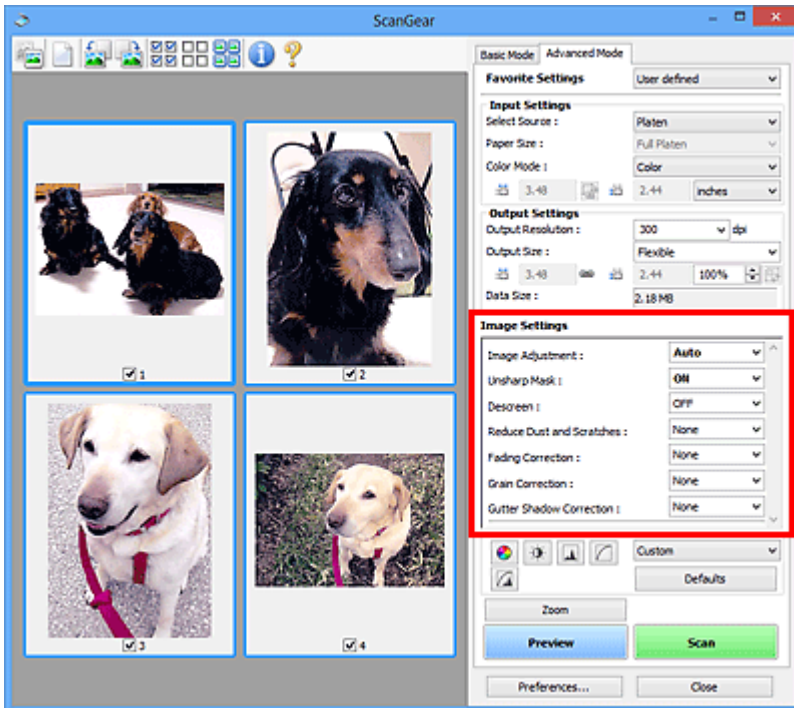 ScanGear
Basic Mode Advanced Mode
Favorite Settings User defined
Input Settings
Select Source : Platen
Paper Size : Full Platen
Color Mode : Color
3.48 2.44 inches
Output Settings
Output Resolution : 300 dpi
Output Size : Flexible
3.48 2.44 100%
Data Size : 2.18 MB
Image Settings
Image Adjustment : Auto
Unsharp Mask : ON
Descreen : OFF
Reduce Dust and Scratches : None
Fading Correction : None
Grain Correction : None
Gutter Shadow Correction : None
Custom
Defaults
Zoom
Preview Scan
Preferences... Close
1
2
3
4